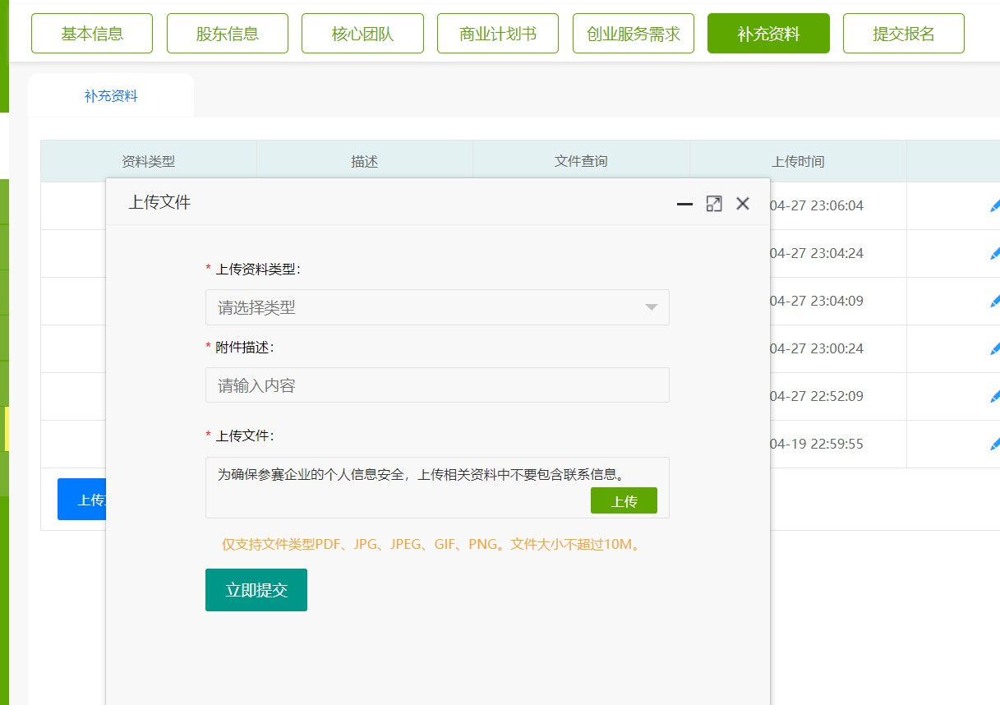 基本信息 股东信息 核心团队 商业计划书 创业服务需求 补充资料 提交报名
补充资料
资料类型 描述 文件查询 上传时间
上传文件
04-27 23:06:04
* 上传资料类型:
04-27 23:04:24
请选择类型
04-27 23:04:09
* 附件描述:
04-27 23:00:24
请输入内容
04-27 22:52:09
* 上传文件:
04-19 22:59:55
为确保参赛企业的个人信息安全，上传相关资料中不要包含联系信息。
上传
上传
仅支持文件类型PDF、JPG、JPEG、GIF、PNG。文件大小不超过10M。
立即提交